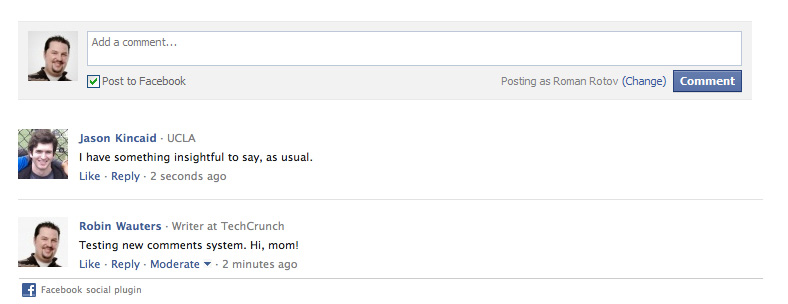 Add a comment...
Post to Facebook
Posting as Roman Rotov (Change) Comment
Jason Kincaid · UCLA
I have something insightful to say, as usual.
Like · Reply · 2 seconds ago
Robin Wauters · Writer at TechCrunch
Testing new comments system. Hi, mom!
Like · Reply · Moderate · 2 minutes ago
f Facebook social plugin